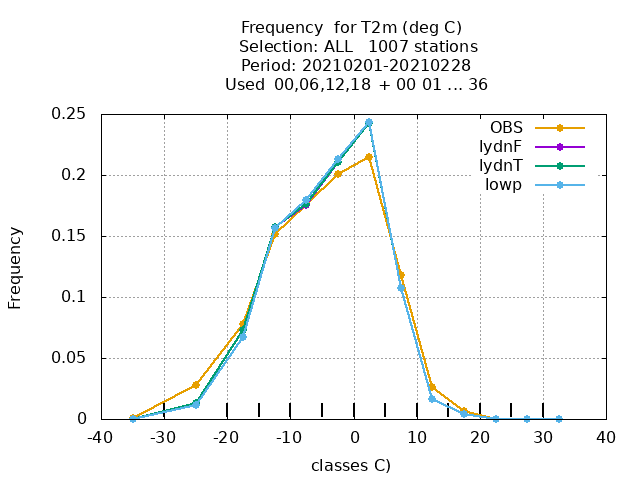 Frequency  for T2m (deg C)
Selection: ALL   1007 stations
Period: 20210201-20210228
Used  00,06,12,18  + 00 01 ... 36
0.25
OBS
lydnF
lydnT
lowp
0.2
0.15
0.1
0.05
0
Frequency
-40 -30 -20 -10 0 10 20 30 40
classes C)